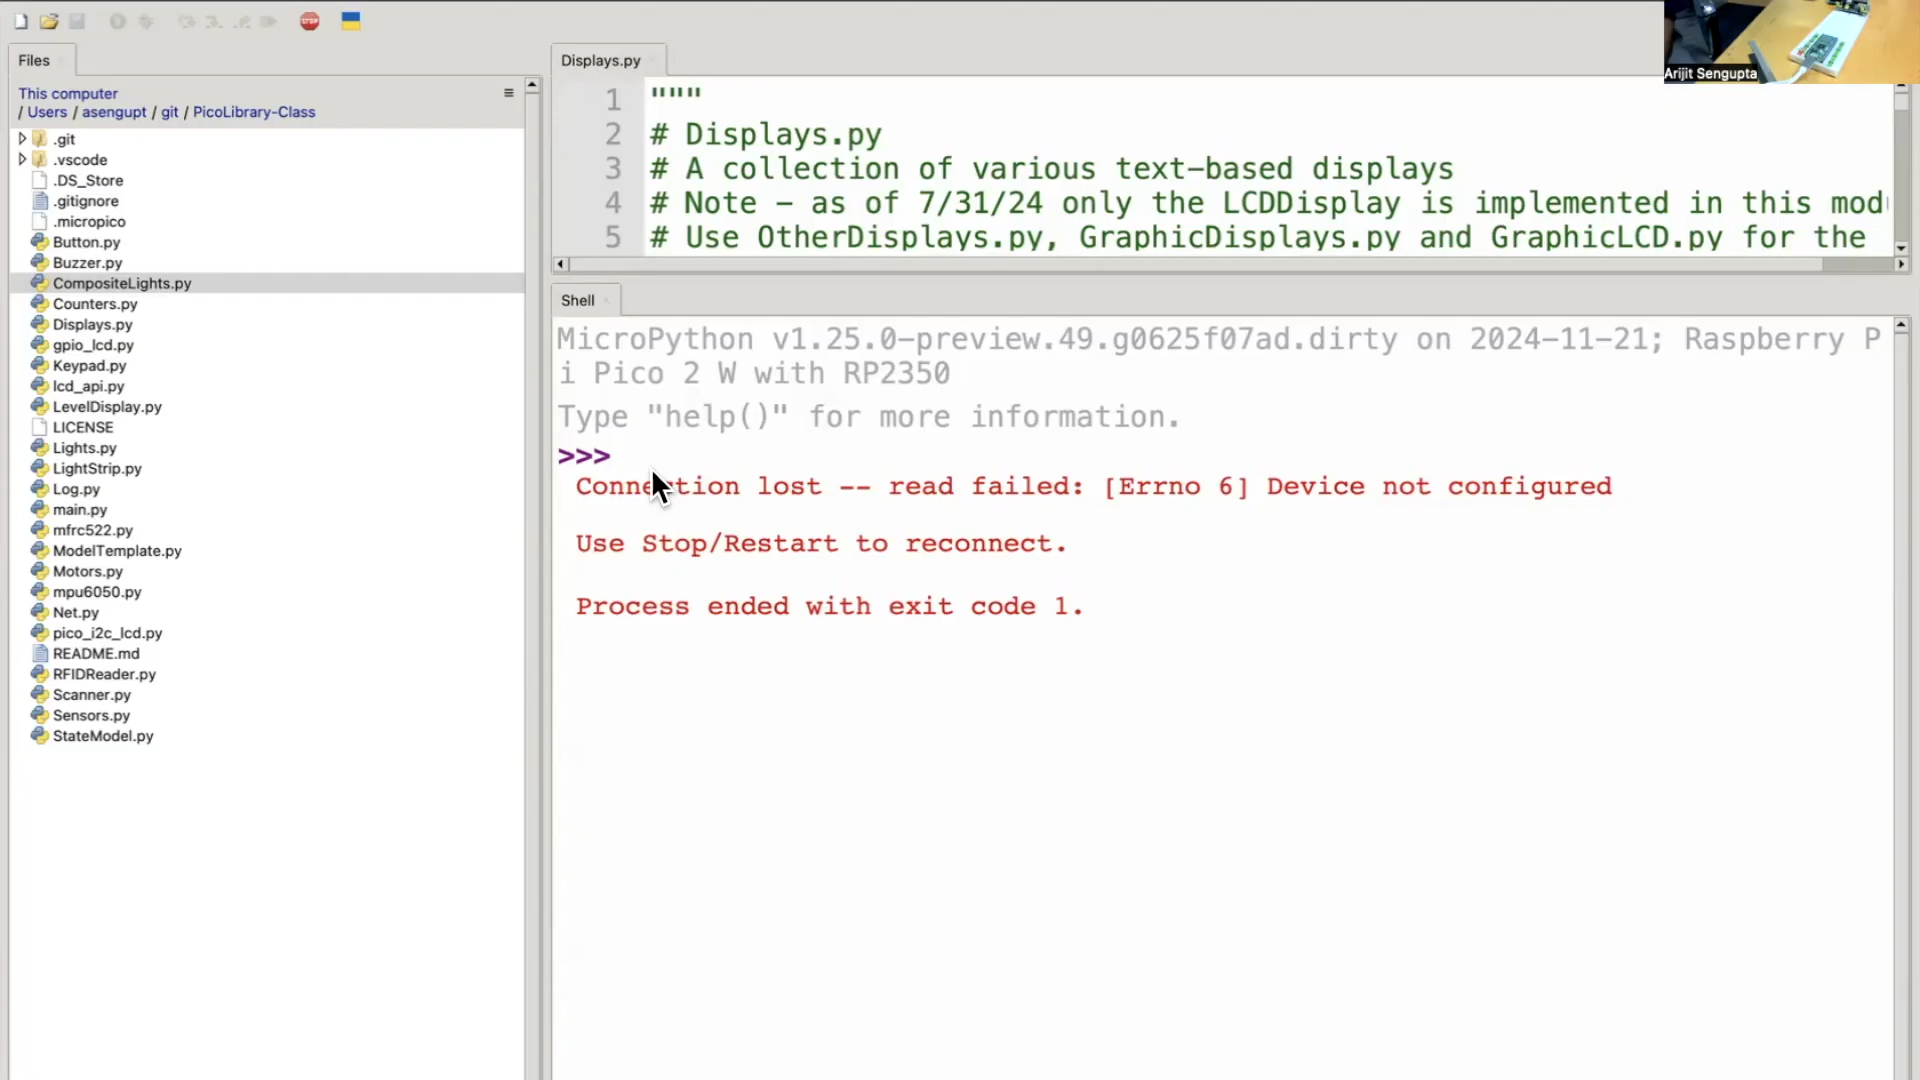 STOP
Files
This computer
/ Users / asengupt / git / PicoLibrary-Class
.git
.vscode
.DS_Store
.gitignore
.micropico
Button.py
Buzzer.py
CompositeLights.py
Counters.py
Displays.py
gpio_lcd.py
Keypad.py
lcd_api.py
LevelDisplay.py
LICENSE
Lights.py
LightStrip.py
Log.py
main.py
mfrc522.py
ModelTemplate.py
Motors.py
mpu6050.py
Net.py
pico_i2c_lcd.py
README.md
RFIDReader.py
Scanner.py
Sensors.py
StateModel.py
Displays.py
1 """
2 # Displays.py
3 # A collection of various text-based displays
4 # Note - as of 7/31/24 only the LCDDisplay is implemented in this mod
5 # Use OtherDisplays.py, GraphicDisplays.py and GraphicLCD.py for the
Shell
MicroPython v1.25.0-preview.49.g0625f07ad.dirty on 2024-11-21; Raspberry P
i Pico 2 W with RP2350
Type "help()" for more information.
>>>
Connection lost -- read failed: [Errno 6] Device not configured
Use Stop/Restart to reconnect.
Process ended with exit code 1.
Arijit Sengupta